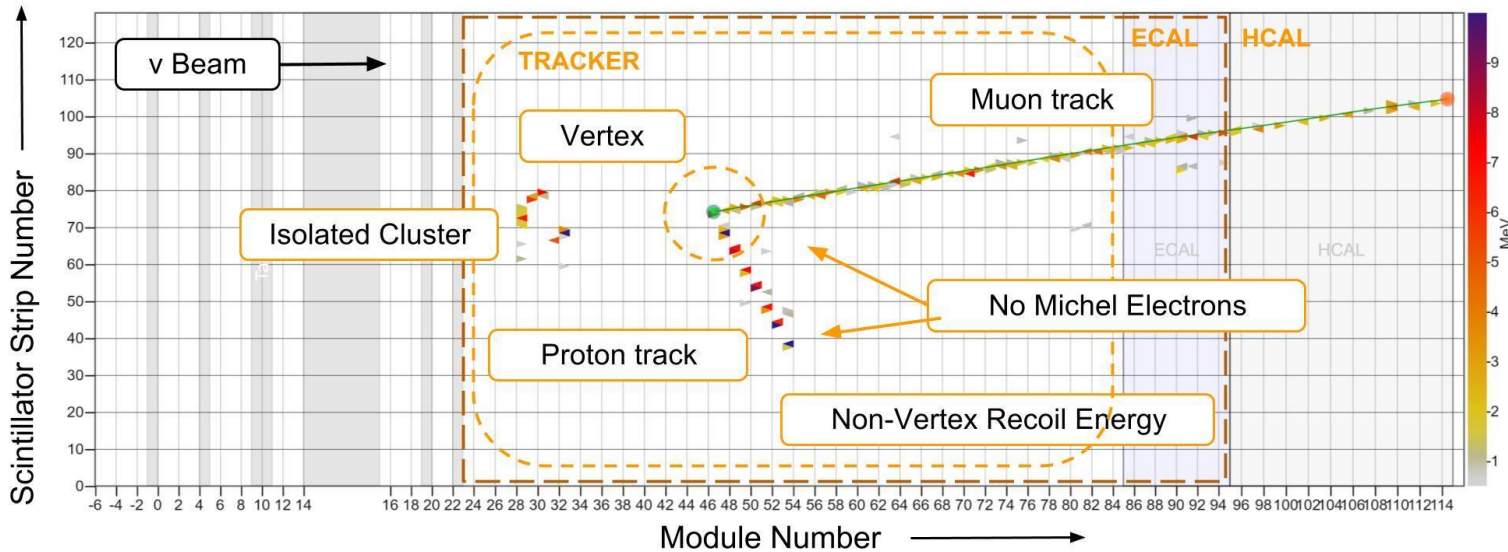 120
110
100
90
80
70
60
50
40
30
20
10
0
Scintillator Strip Number
ν Beam
TRACKER
ECAL
HCAL
Muon track
Vertex
Isolated Cluster
ECAL
HCAL
No Michel Electrons
Proton track
Non-Vertex Recoil Energy
-6 -4 -2 0 2 4 6 8 10 12 14 16 18 20 22 24 26 28 30 32 34 36 38 40 42 44 46 48 50 52 54 56 58 60 62 64 66 68 70 72 74 76 78 80 82 84 86 88 90 92 94 96 98 100 102 104 106 108 110 112 114
Module Number
9
8
7
6
5
4
3
2
1
MeV